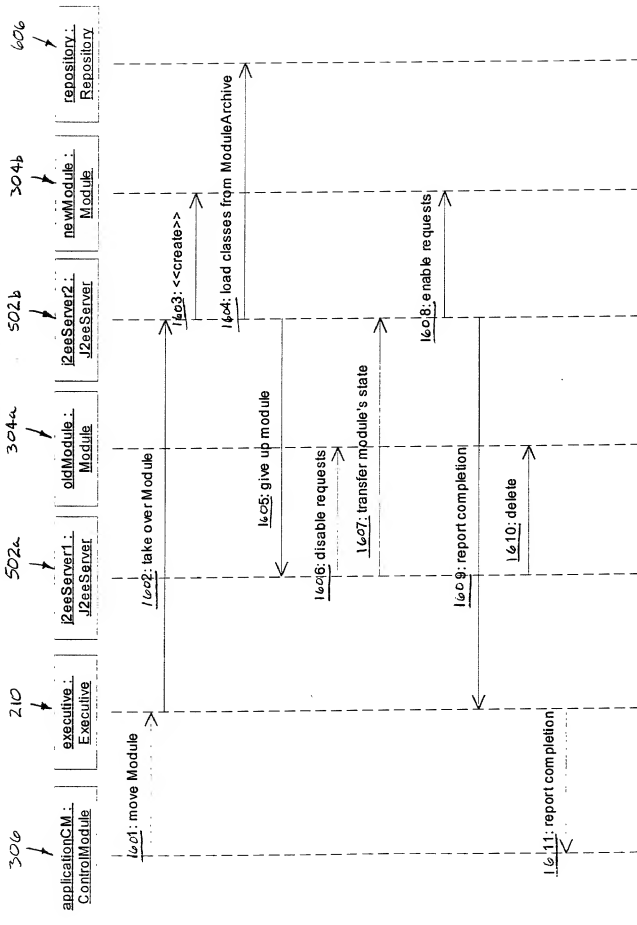 306
210
502a
304a
502b
304b
606
applicationCM :
ControlModule
executive :
Executive
j2eeServer1 :
J2eeServer
oldModule :
Module
j2eeServer2 :
J2eeServer
newModule :
Module
repository :
Repository
1601: move Module
1602: take over Module
1603: <<create>>
1604: load classes from ModuleArchive
1605: give up module
1606: disable requests
1607: transfer module's state
1608: enable requests
1609: report completion
1610: delete
1611: report completion